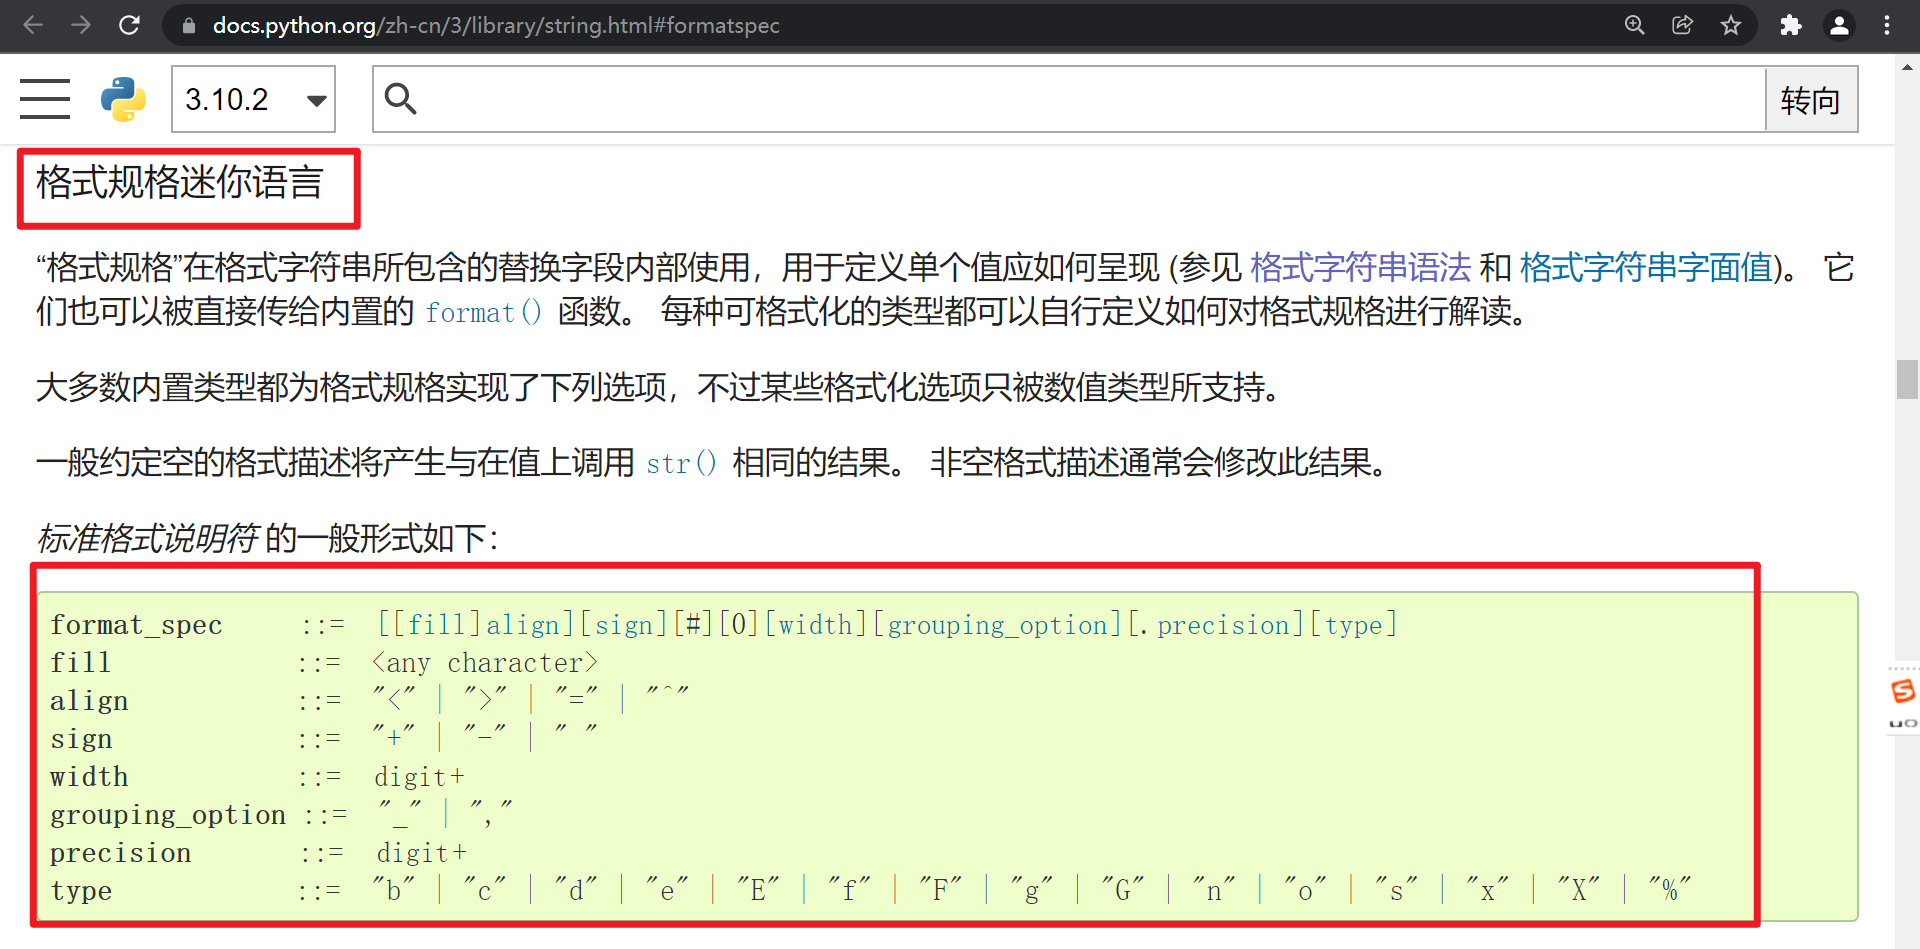 docs.python.org/zh-cn/3/library/string.html#formatspec
3.10.2
转向
格式规格迷你语言
“格式规格”在格式字符串所包含的替换字段内部使用，用于定义单个值应如何呈现 (参见 格式字符串语法 和 格式字符串字面值)。 它
们也可以被直接传给内置的 format() 函数。 每种可格式化的类型都可以自行定义如何对格式规格进行解读。
大多数内置类型都为格式规格实现了下列选项，不过某些格式化选项只被数值类型所支持。
一般约定空的格式描述将产生与在值上调用 str() 相同的结果。 非空格式描述通常会修改此结果。
标准格式说明符 的一般形式如下：
format_spec ::= [[fill]align][sign][#][0][width][grouping_option][.precision][type]
fill ::= <any character>
align ::= "<" | ">" | "=" | "^"
sign ::= "+" | "-" | " "
width ::= digit+
grouping_option ::= "_" | ","
precision ::= digit+
type ::= "b" | "c" | "d" | "e" | "E" | "f" | "F" | "g" | "G" | "n" | "o" | "s" | "x" | "X" | "%"